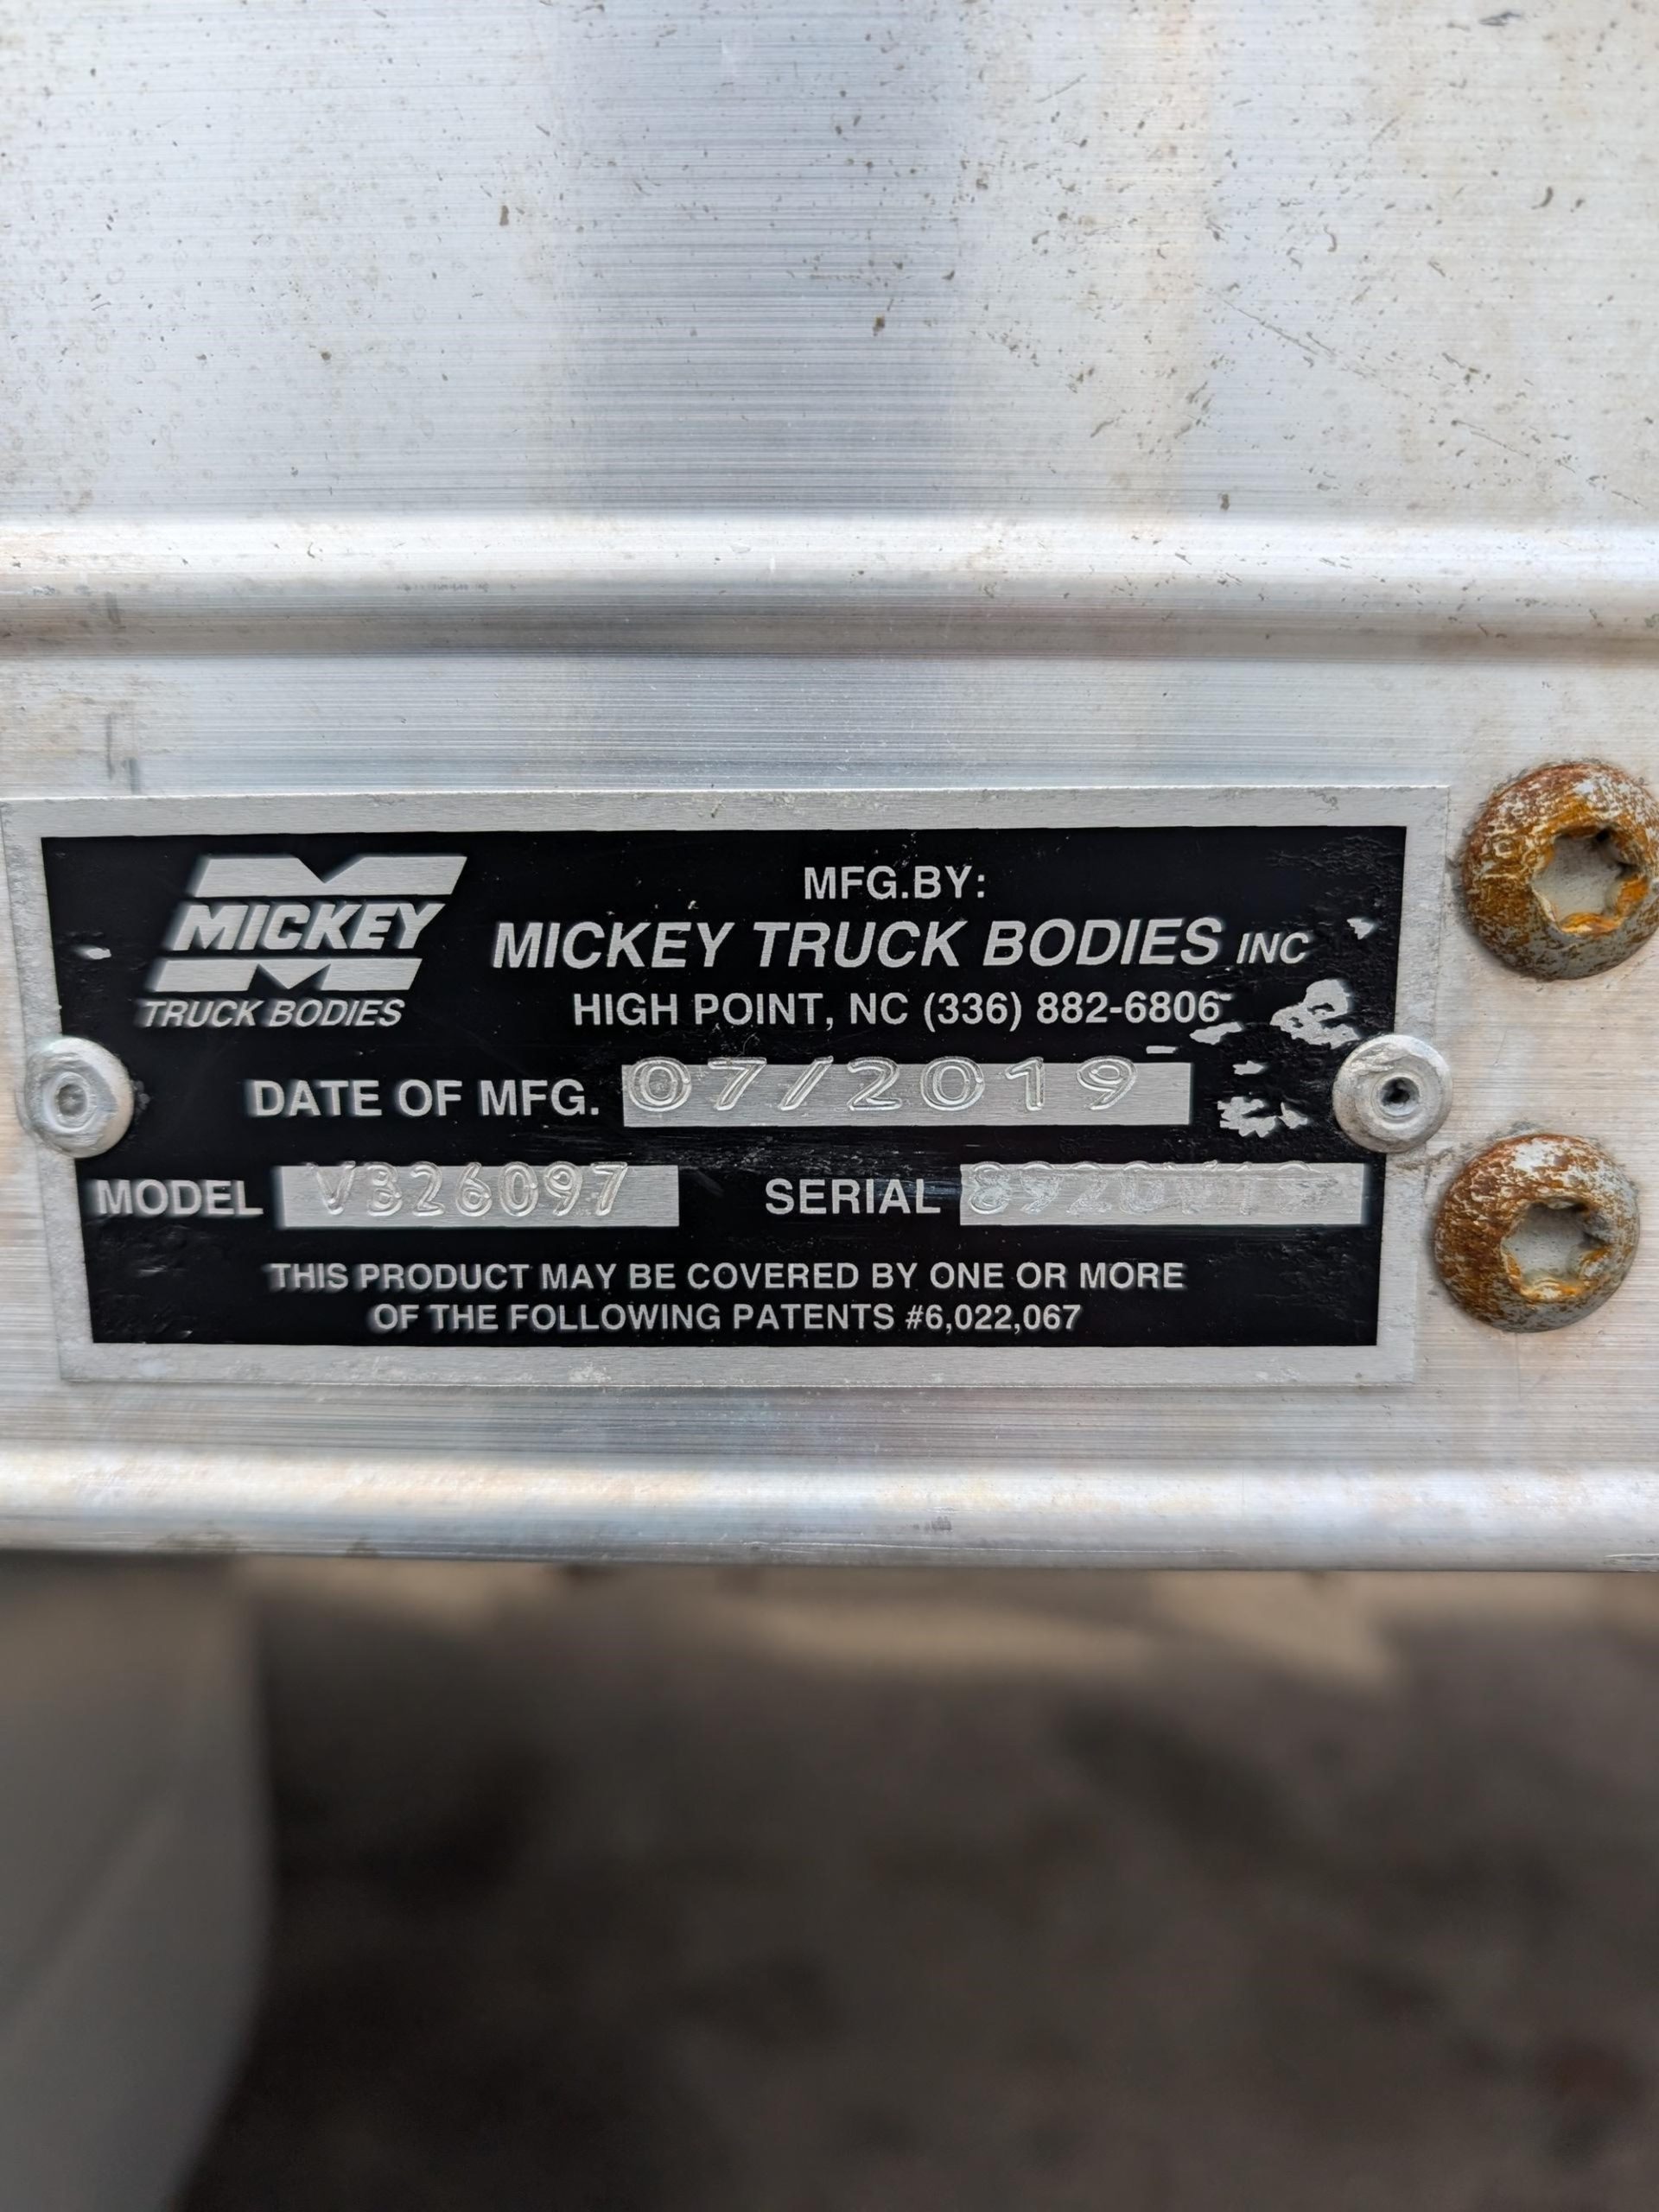 MICKEY
TRUCK BODIES
MFG.BY:
MICKEY TRUCK BODIES INC
HIGH POINT, NC (336) 882-6806
DATE OF MFG. 07/2019
MODEL VB26097 SERIAL
THIS PRODUCT MAY BE COVERED BY ONE OR MORE
OF THE FOLLOWING PATENTS #6,022,067